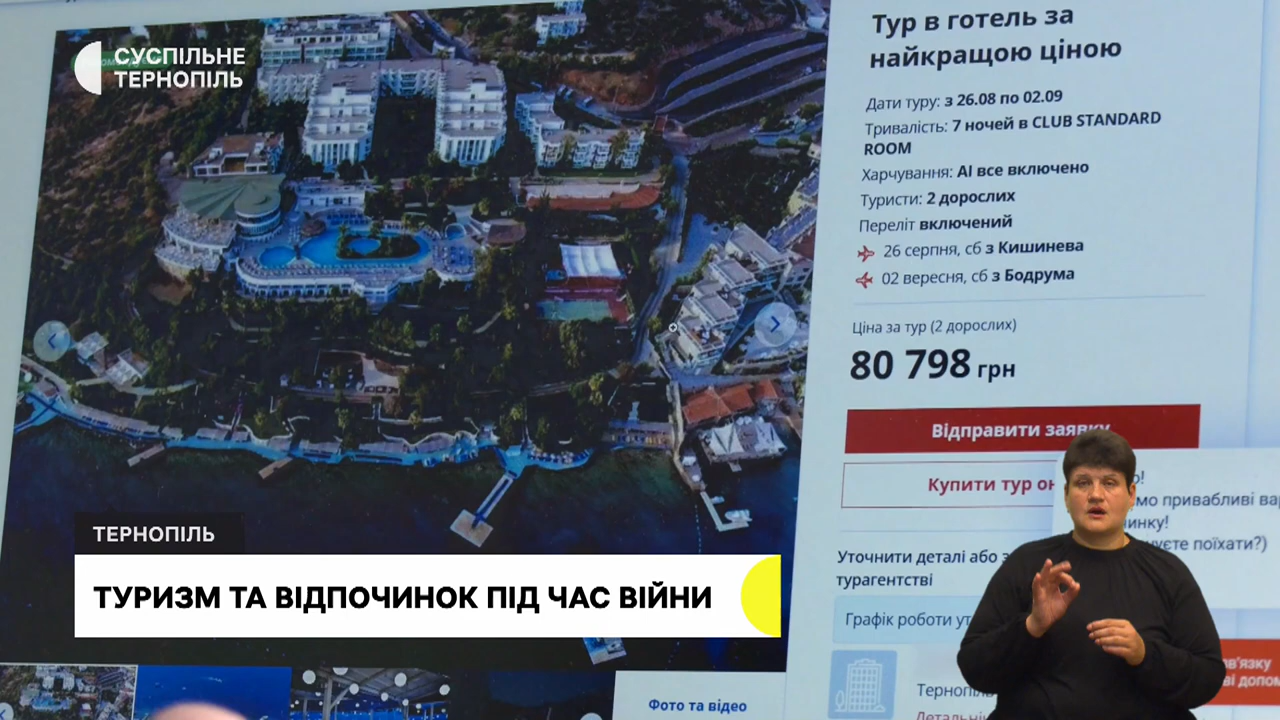 СУСПІЛЬНЕ
ТЕРНОПІЛЬ
Тур в готель за
найкращою ціною
Дати туру: з 26.08 по 02.09
Тривалість: 7 ночей в CLUB STANDARD
ROOM
Харчування: AI все включено
Туристи: 2 дорослих
Переліт включений
26 серпня, сб з Кишинева
02 вересня, сб з Бодрума
Ціна за тур (2 дорослих)
80 798 грн
Відправити заявку
Купити тур
привабливі
поїхати?)
Уточнити деталі або
турагентстві
Графік роботи
ТЕРНОПІЛЬ
ТУРИЗМ ТА ВІДПОЧИНОК ПІД ЧАС ВІЙНИ
Фото та відео